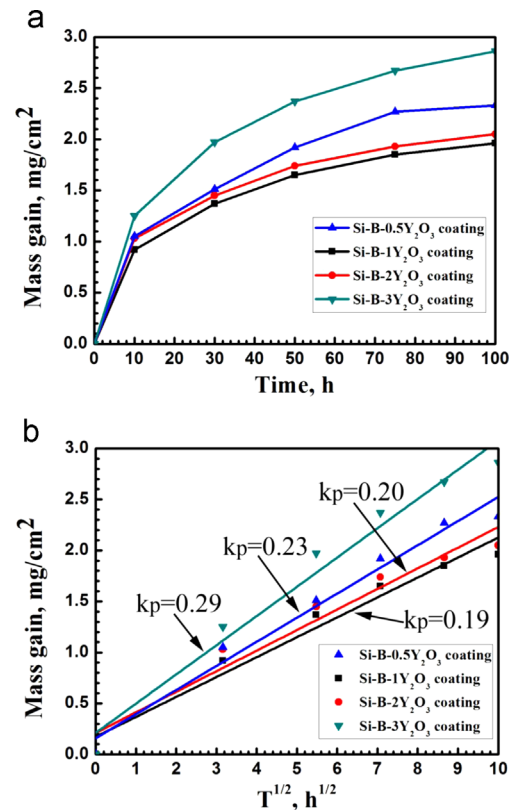 a
3.0
2.5
2.0
1.5
1.0
0.5
0.0
Mass gain, mg/cm²
Si-B-0.5Y₂O₃ coating
Si-B-1Y₂O₃ coating
Si-B-2Y₂O₃ coating
Si-B-3Y₂O₃ coating
0 10 20 30 40 50 60 70 80 90 100
Time, h
b
3.0
2.5
2.0
1.5
1.0
0.5
0.0
Mass gain, mg/cm²
kp=0.20
kp=0.23
kp=0.29
kp=0.19
Si-B-0.5Y₂O₃ coating
Si-B-1Y₂O₃ coating
Si-B-2Y₂O₃ coating
Si-B-3Y₂O₃ coating
0 1 2 3 4 5 6 7 8 9 10
T¹/², h¹/²